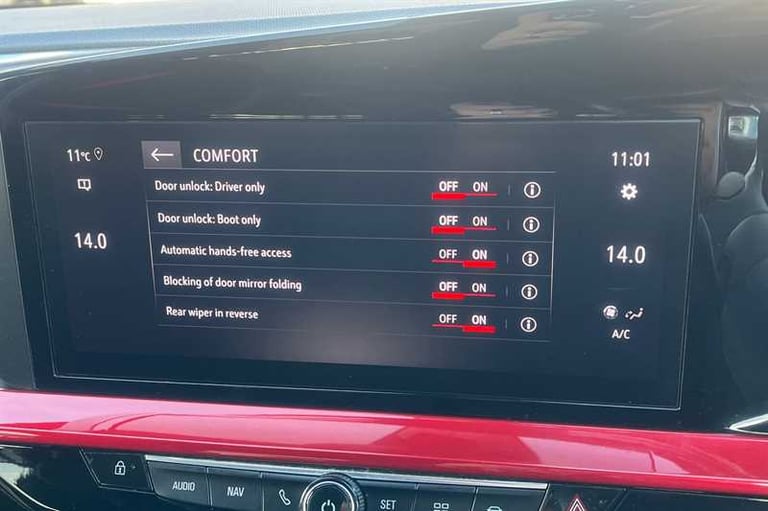 11°C
COMFORT
11:01
Door unlock: Driver only OFF ON
Door unlock: Boot only OFF ON
14.0
Automatic hands-free access OFF ON
14.0
Blocking of door mirror folding OFF ON
Rear wiper in reverse OFF ON
A/C
AUDIO NAV SET